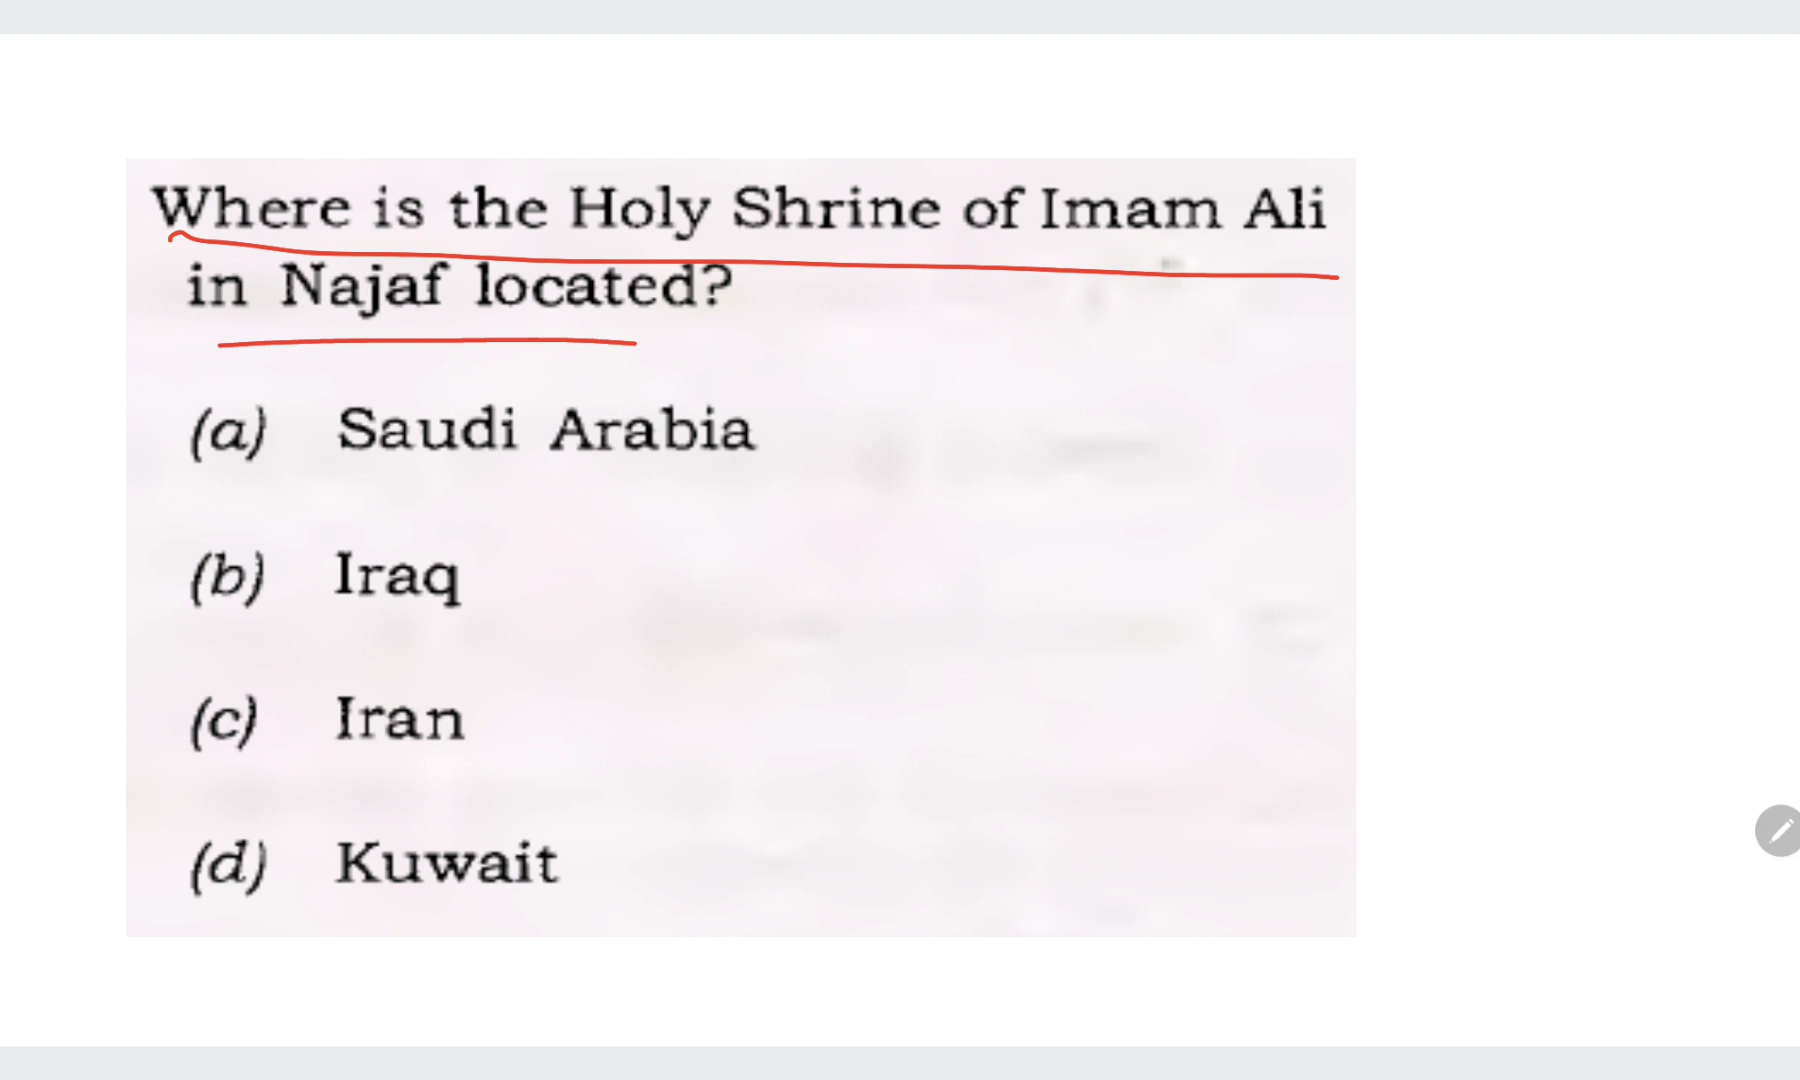 Where is the Holy Shrine of Imam Ali
in Najaf located?
(a) Saudi Arabia
(b) Iraq
(c) Iran
(d) Kuwait